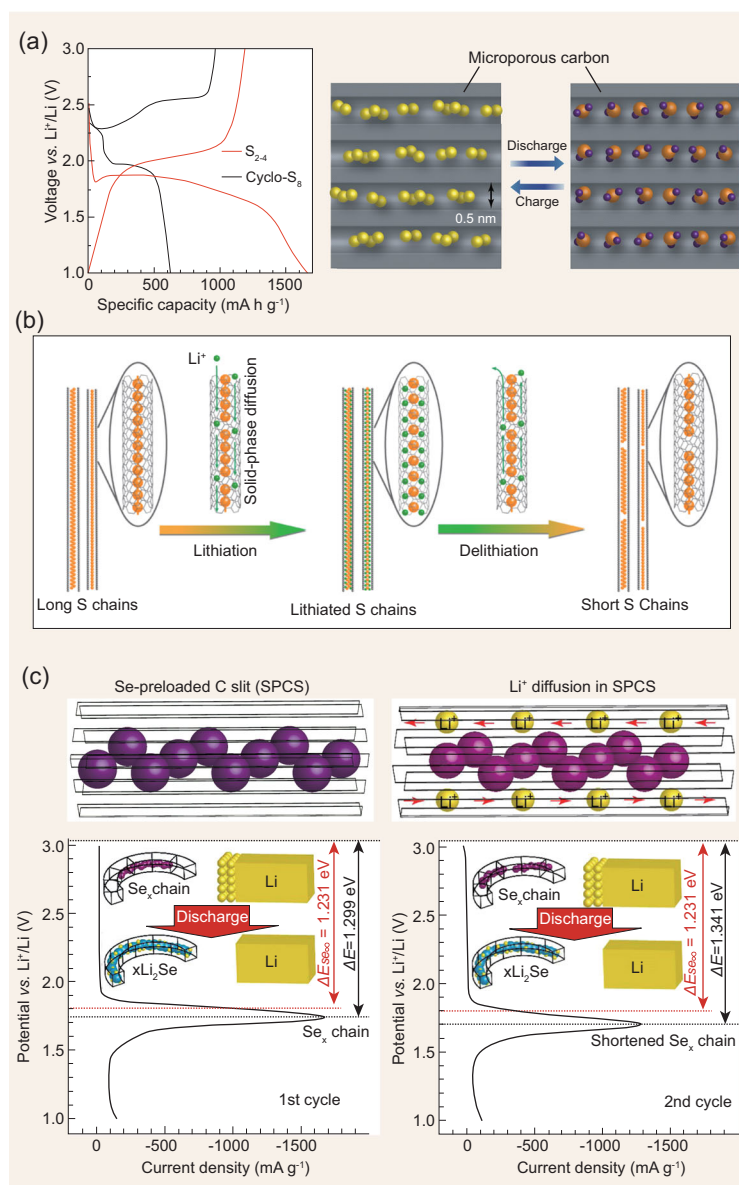 (a)
3.0
2.5
2.0
1.5
1.0
Voltage vs. Li⁺/Li (V)
S₂₋₄
Cyclo-S₈
0
500
1000
1500
Specific capacity (mA h g⁻¹)
Microporous carbon
Discharge
Charge
0.5 nm
(b)
Li⁺
Solid-phase diffusion
Lithiation
Delithiation
Long S chains
Lithiated S chains
Short S Chains
(c)
Se-preloaded C slit (SPCS)
Li⁺ diffusion in SPCS
Li⁺
Li⁺
Li⁺
Li⁺
Li⁺
Li⁺
Li⁺
Li⁺
3.0
2.5
2.0
1.5
1.0
Potential vs. Li⁺/Li (V)
Seₓ chain
Li
Discharge
xLi₂Se
Li
ΔEse∞ = 1.231 eV
ΔE=1.299 eV
Seₓ chain
1st cycle
0
-500
-1000
-1500
Current density (mA g⁻¹)
3.0
2.5
2.0
1.5
1.0
Potential vs. Li⁺/Li (V)
Seₓchain
Li
Discharge
xLi₂Se
Li
ΔEse∞ = 1.231 eV
ΔE=1.341 eV
Shortened Seₓ chain
2nd cycle
0
-500
-1000
-1500
Current density (mA g⁻¹)